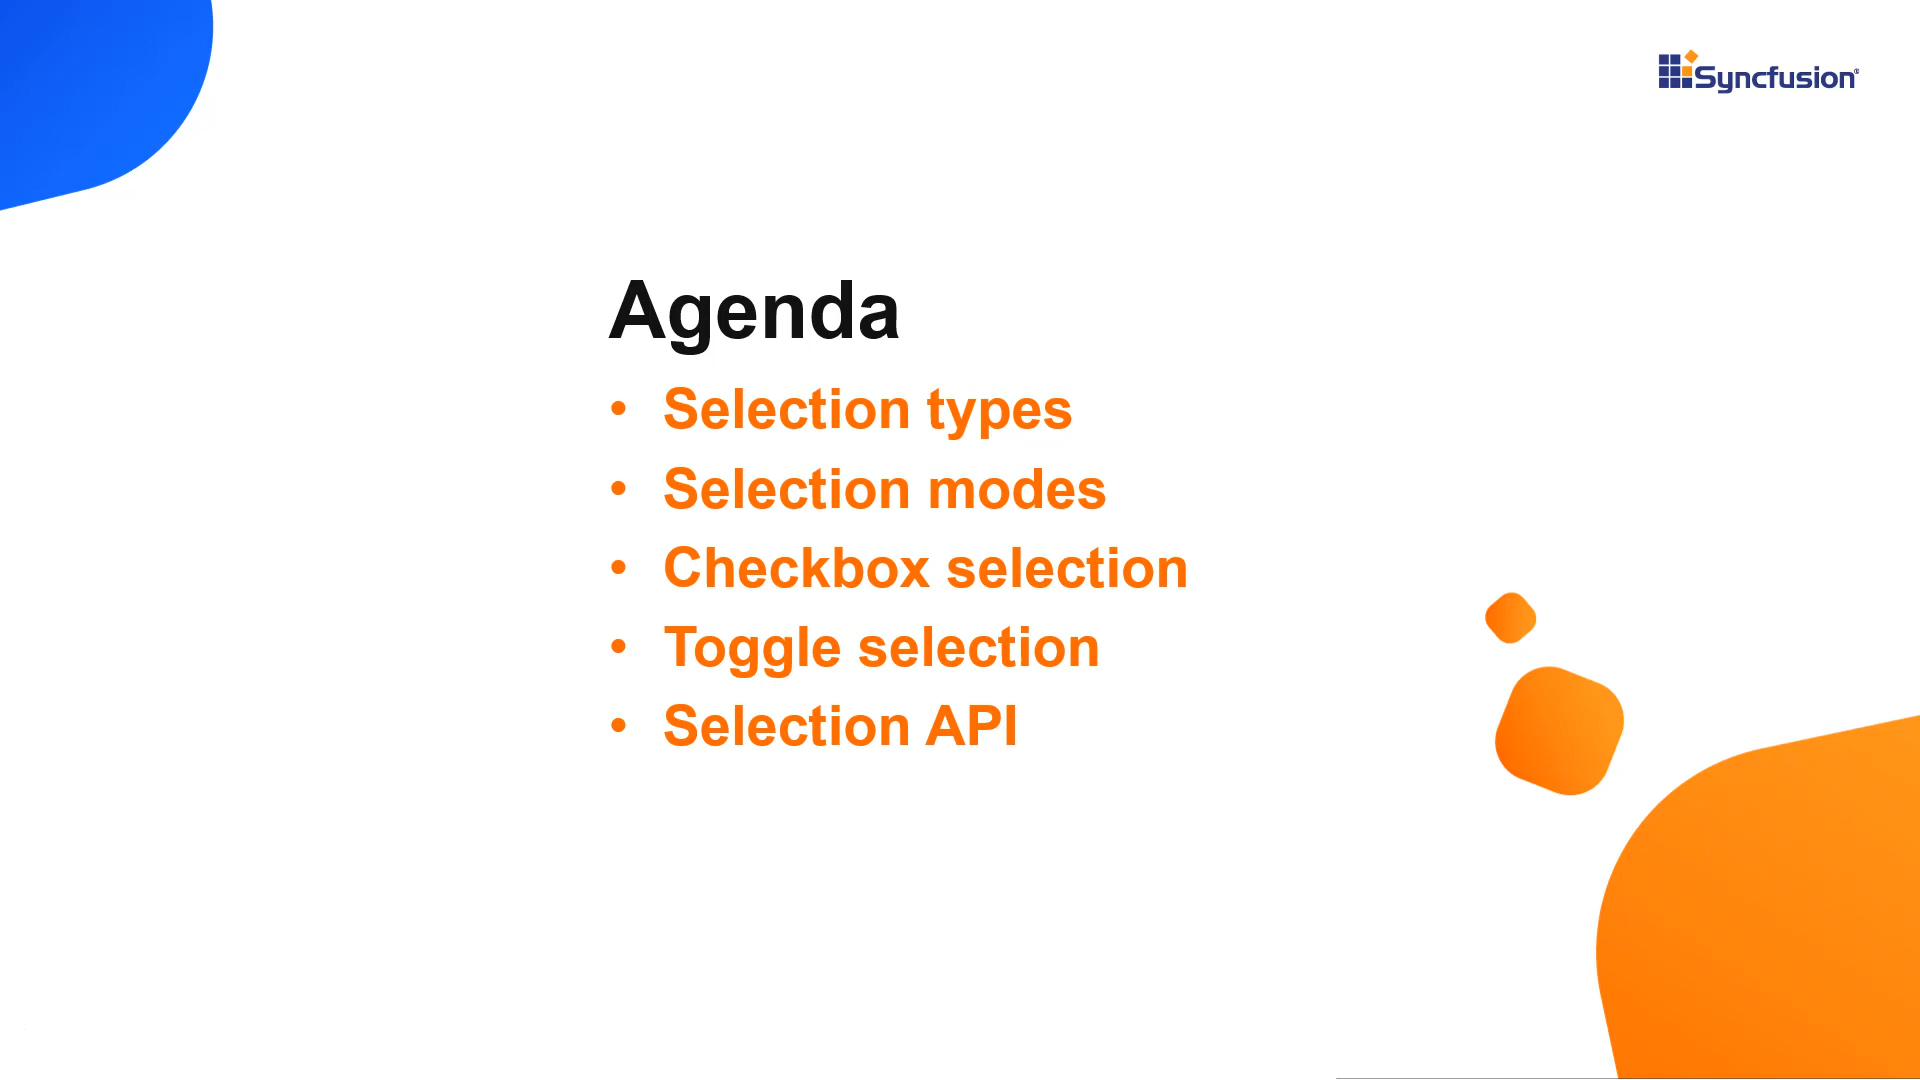 Syncfusion®
Agenda
• Selection types
• Selection modes
• Checkbox selection
• Toggle selection
• Selection API